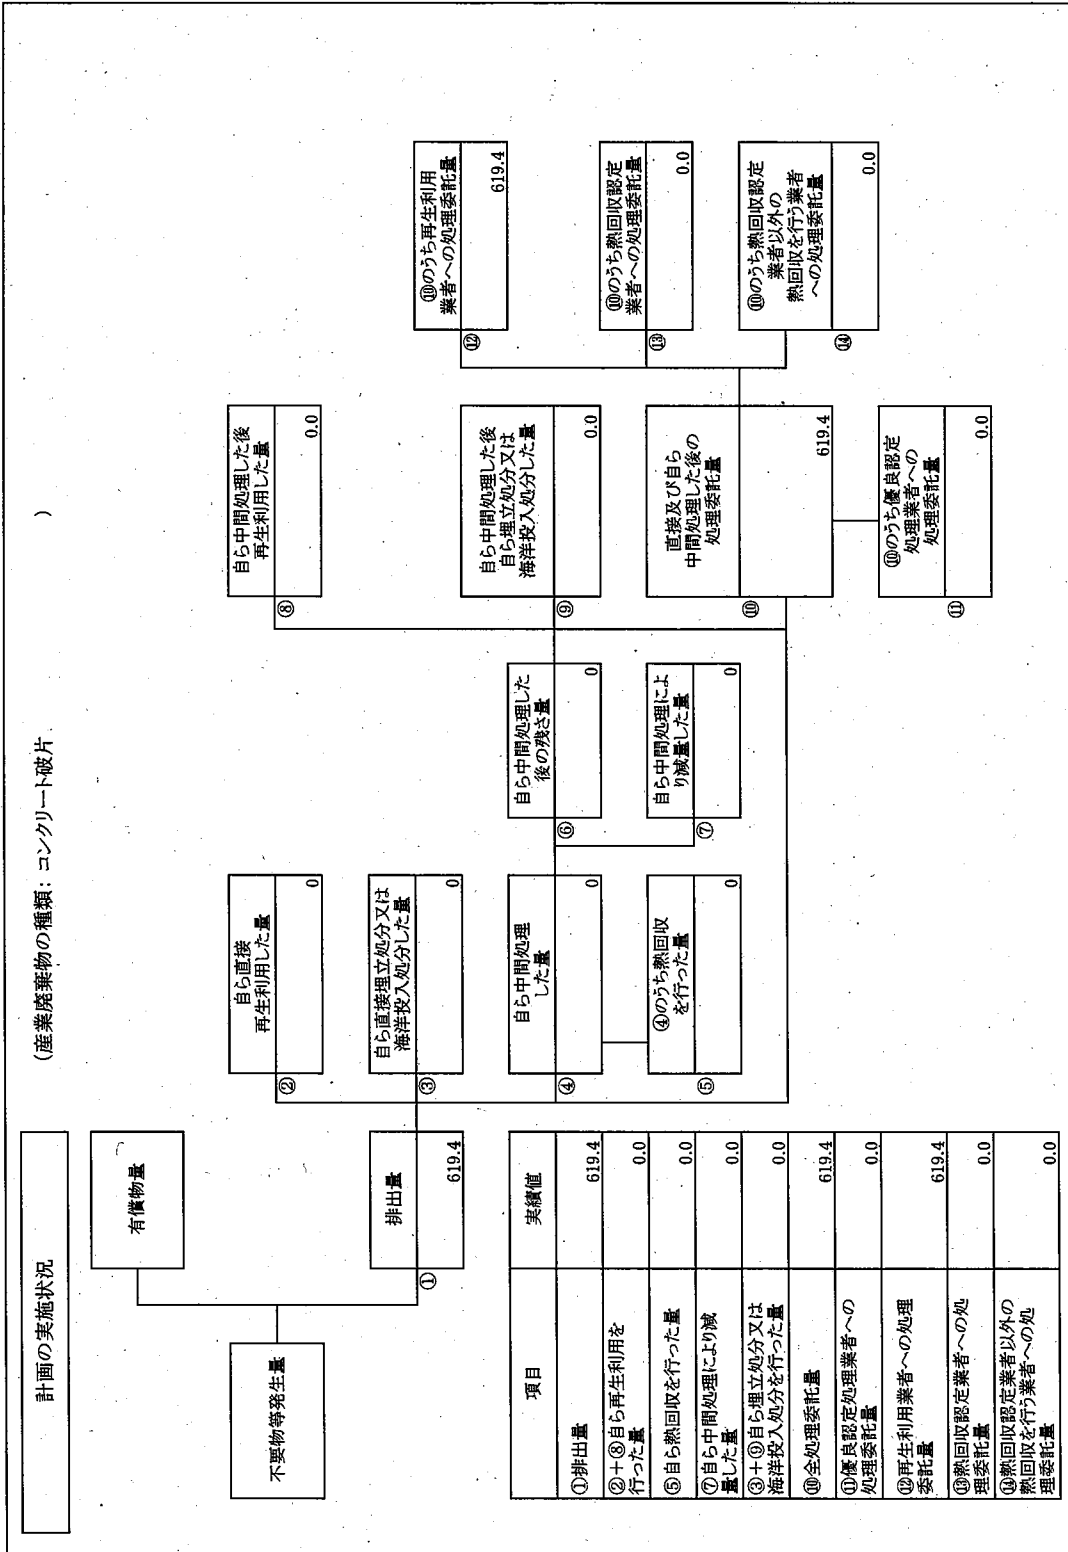 計画の実施状況
(産業廃棄物の種類: コンクリート破片
)
不要物等発生量
有償物量
①
排出量
619.4
②
自ら直接
再生利用した量
0
③
自ら直接埋立処分又は
海洋投入処分した量
0
④
自ら中間処理
した量
0
⑤
④のうち熱回収
を行った量
0
⑥
自ら中間処理した
後の残さ量
0
⑦
自ら中間処理によ
り減量した量
0
⑧
自ら中間処理した後
再生利用した量
0.0
⑨
自ら中間処理した後
自ら埋立処分又は
海洋投入処分した量
0.0
⑩
直接及び自ら
中間処理した後の
処理委託量
619.4
⑪
⑩のうち優良認定
処理業者への
処理委託量
0.0
⑫
⑩のうち再生利用
業者への処理委託量
619.4
⑬
⑩のうち熱回収認定
業者への処理委託量
0.0
⑭
⑩のうち熱回収認定
業者以外の
熱回収を行う業者
への処理委託量
0.0
項目 実績値
①排出量 619.4
②+⑧自ら再生利用を
行った量 0.0
⑤自ら熱回収を行った量 0.0
⑦自ら中間処理により減
量した量 0.0
③+⑨自ら埋立処分又は
海洋投入処分を行った量 0.0
⑩全処理委託量 619.4
⑪優良認定処理業者への
処理委託量 0.0
⑫再生利用業者への処理
委託量 619.4
⑬熱回収認定業者への処
理委託量 0.0
⑭熱回収認定業者以外の
熱回収を行う業者への処
理委託量 0.0